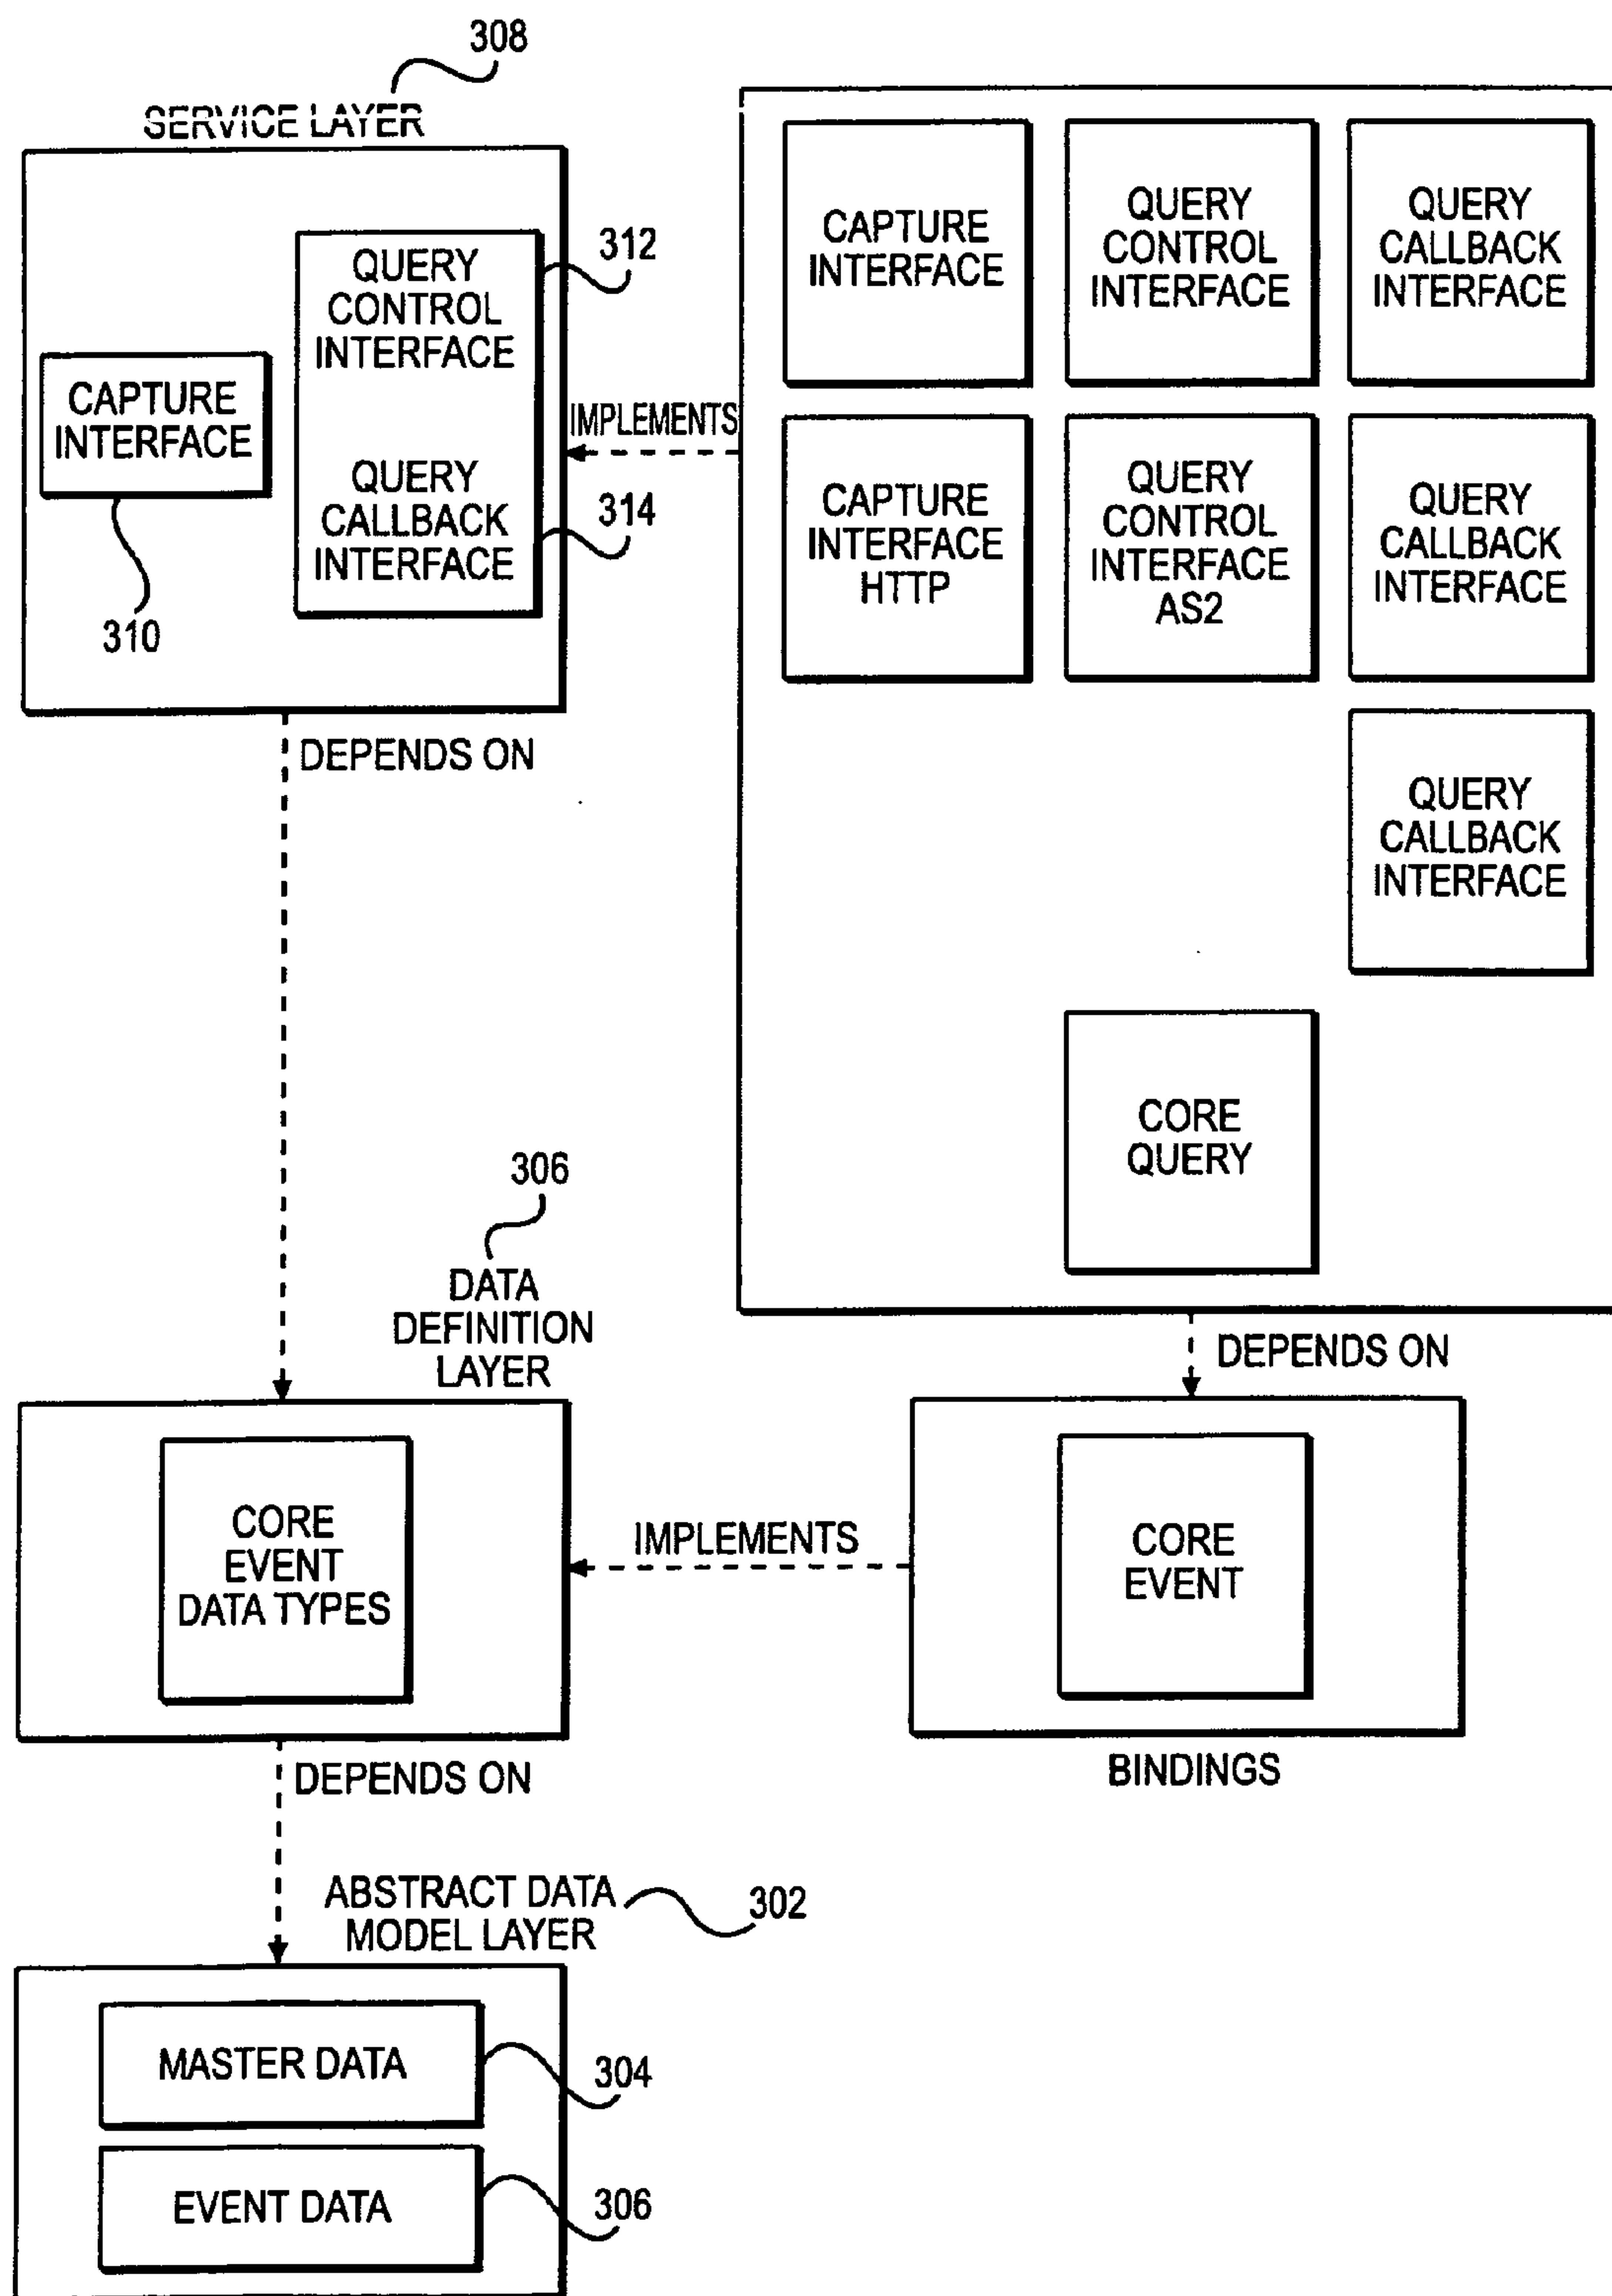 308
SERVICE LAYER
QUERY
CONTROL
INTERFACE
312
CAPTURE
INTERFACE
QUERY
CALLBACK
INTERFACE
314
310
IMPLEMENTS
CAPTURE
INTERFACE
QUERY
CONTROL
INTERFACE
QUERY
CALLBACK
INTERFACE
CAPTURE
INTERFACE
HTTP
QUERY
CONTROL
INTERFACE
AS2
QUERY
CALLBACK
INTERFACE
QUERY
CALLBACK
INTERFACE
CORE
QUERY
DEPENDS ON
306
DATA
DEFINITION
LAYER
DEPENDS ON
CORE
EVENT
DATA TYPES
IMPLEMENTS
CORE
EVENT
BINDINGS
DEPENDS ON
ABSTRACT DATA
MODEL LAYER
302
MASTER DATA
304
EVENT DATA
306